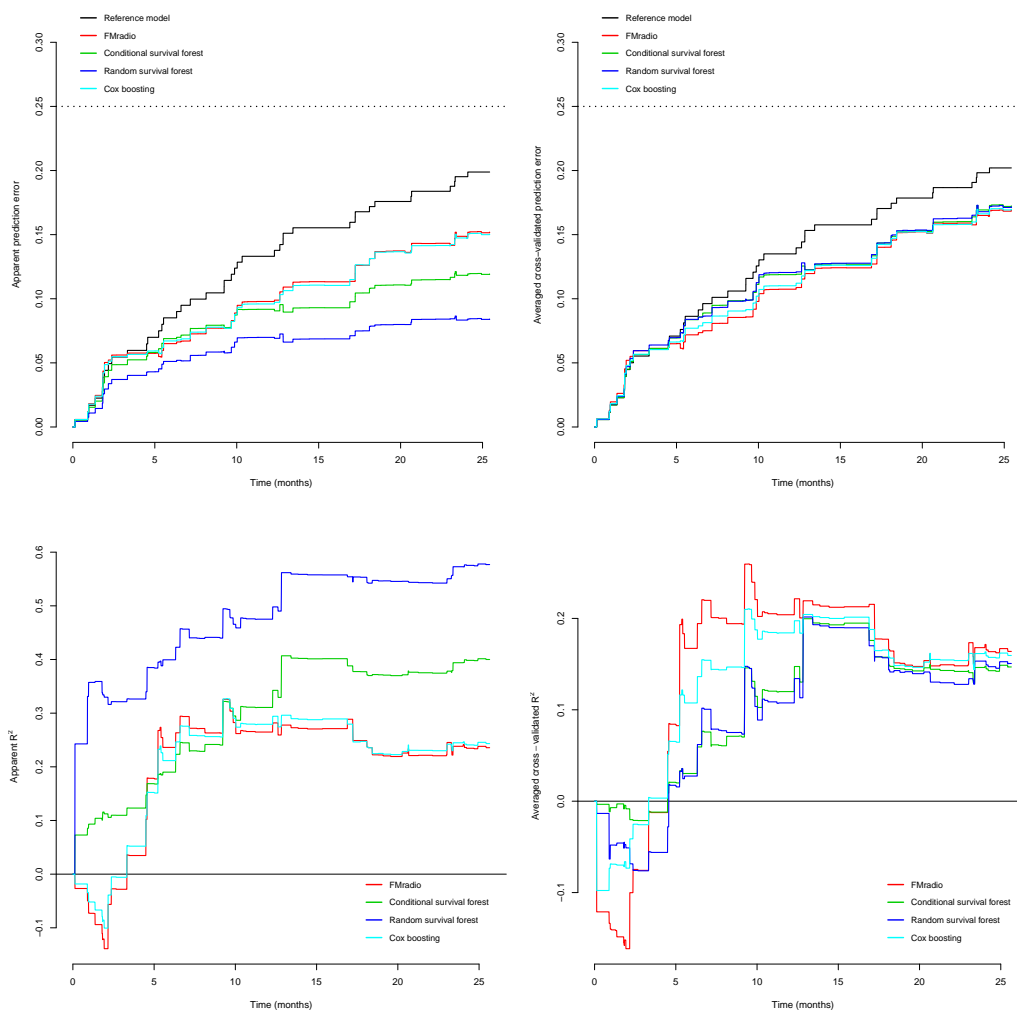 Reference model
FMradio
Conditional survival forest
Random survival forest
Cox boosting
0.00
0.05
0.10
0.15
0.20
0.25
0.30
Apparent prediction error
0 5 10 15 20 25
Time (months)
Reference model
FMradio
Conditional survival forest
Random survival forest
Cox boosting
0.00
0.05
0.10
0.15
0.20
0.25
0.30
Averaged cross−validated prediction error
0 5 10 15 20 25
Time (months)
−0.1
0.0
0.1
0.2
0.3
0.4
0.5
0.6
Apparent R²
FMradio
Conditional survival forest
Random survival forest
Cox boosting
0 5 10 15 20 25
Time (months)
−0.1
0.0
0.1
0.2
Averaged cross − validated R²
FMradio
Conditional survival forest
Random survival forest
Cox boosting
0 5 10 15 20 25
Time (months)